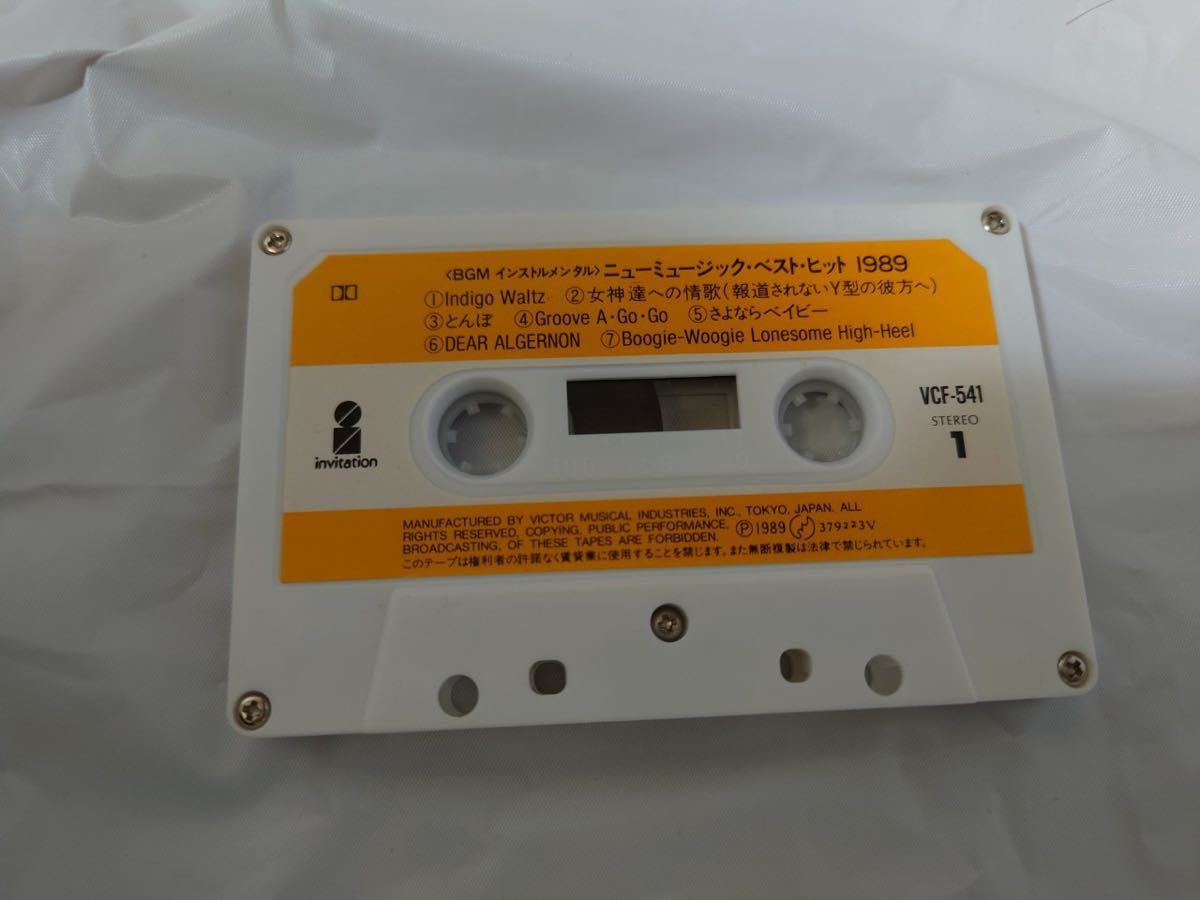 〈BGM インストルメンタル〉ニューミュージック・ベスト・ヒット 1989
①Indigo Waltz ②女神達への情歌(報道されないY型の彼方へ)
③とんぼ ④Groove A・Go・Go ⑤さよならベイビー
⑥DEAR ALGERNON ⑦Boogie-Woogie Lonesome High-Heel
invitation
VCF-541
STEREO
1
MANUFACTURED BY VICTOR MUSICAL INDUSTRIES, INC., TOKYO, JAPAN. ALL
RIGHTS RESERVED, COPYING, PUBLIC PERFORMANCE,
BROADCASTING, OF THESE TAPES ARE FORBIDDEN.
Ⓟ1989
379223V
このテープは権利者の許諾なく賃貸業に使用することを禁じます。また無断複製は法律で禁じられています。